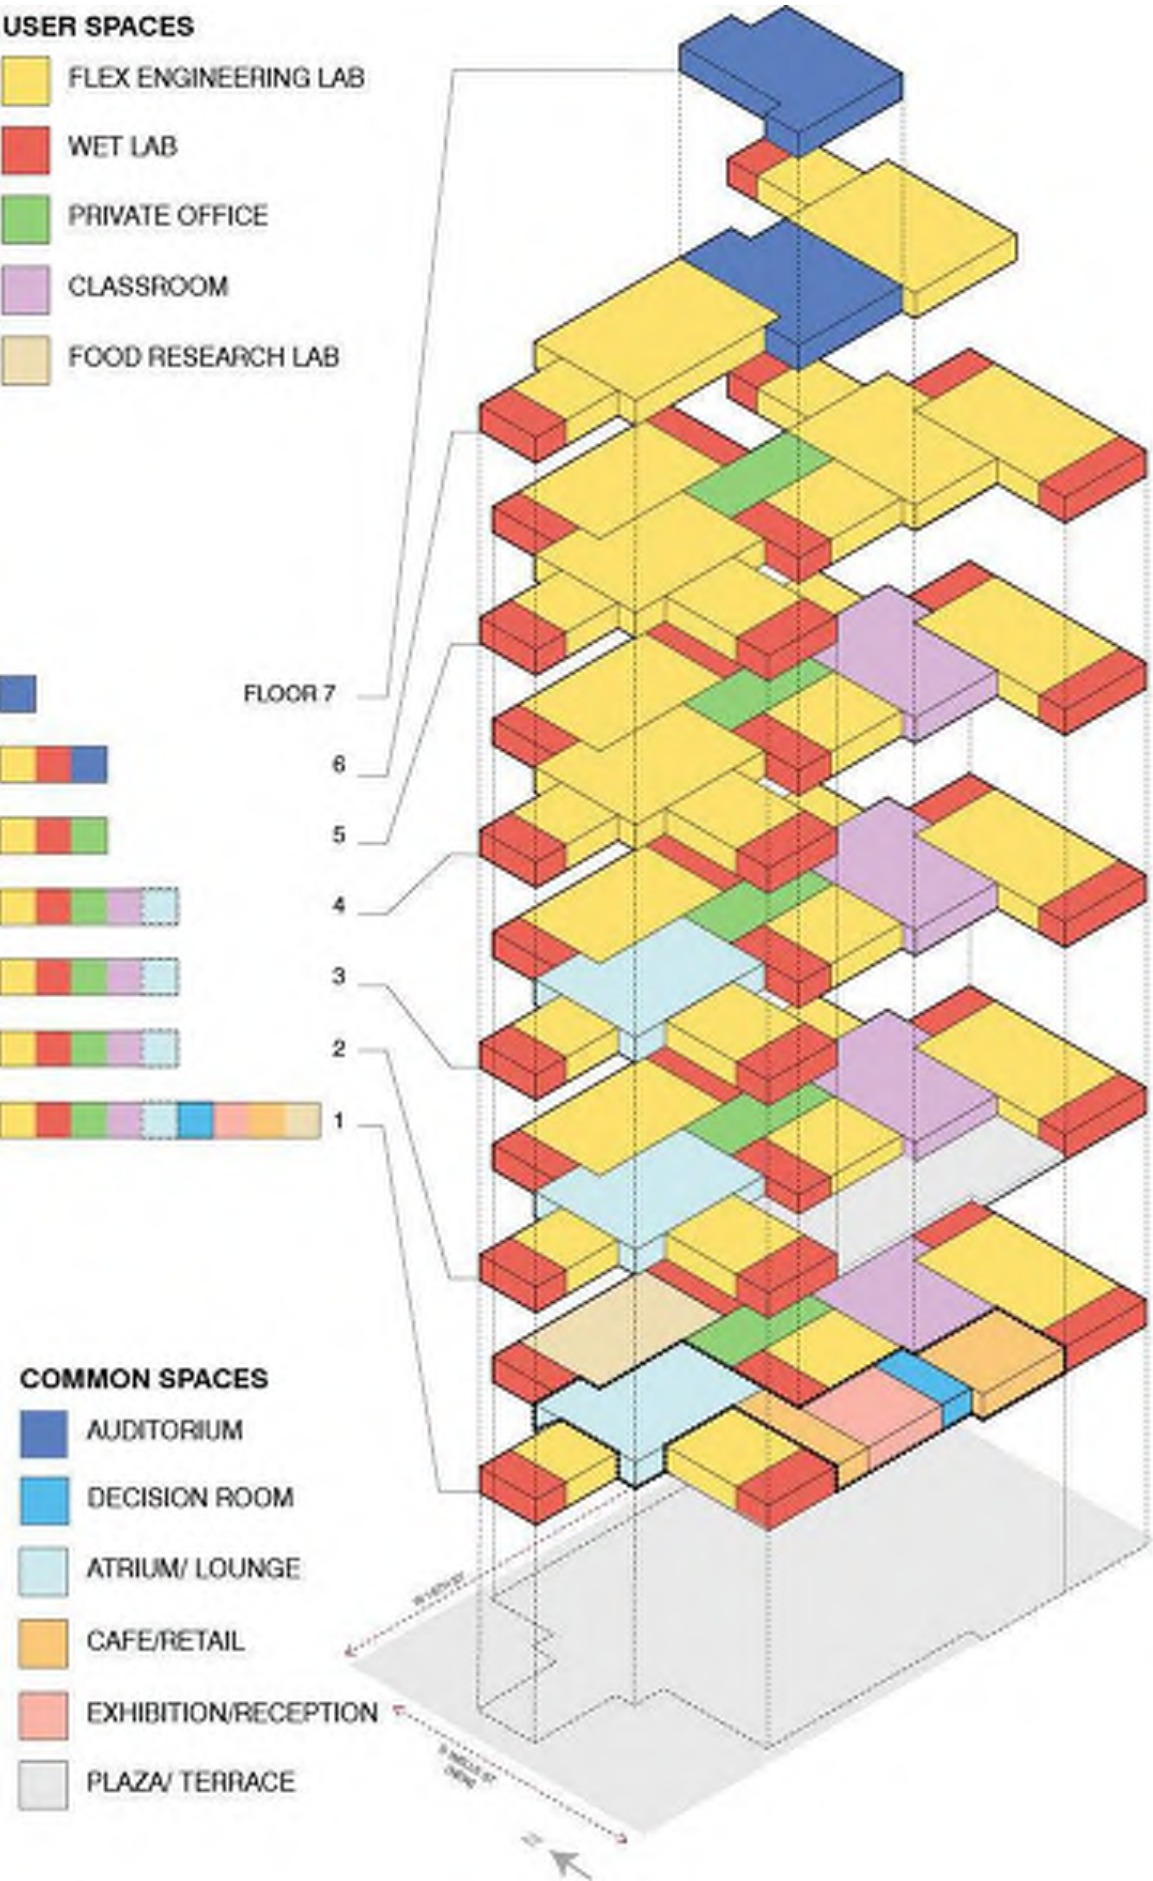 USER SPACES
FLEX ENGINEERING LAB
WET LAB
PRIVATE OFFICE
CLASSROOM
FOOD RESEARCH LAB
FLOOR 7
6
5
4
3
2
1
COMMON SPACES
AUDITORIUM
DECISION ROOM
ATRIUM/ LOUNGE
CAFE/RETAIL
EXHIBITION/RECEPTION
PLAZA/ TERRACE